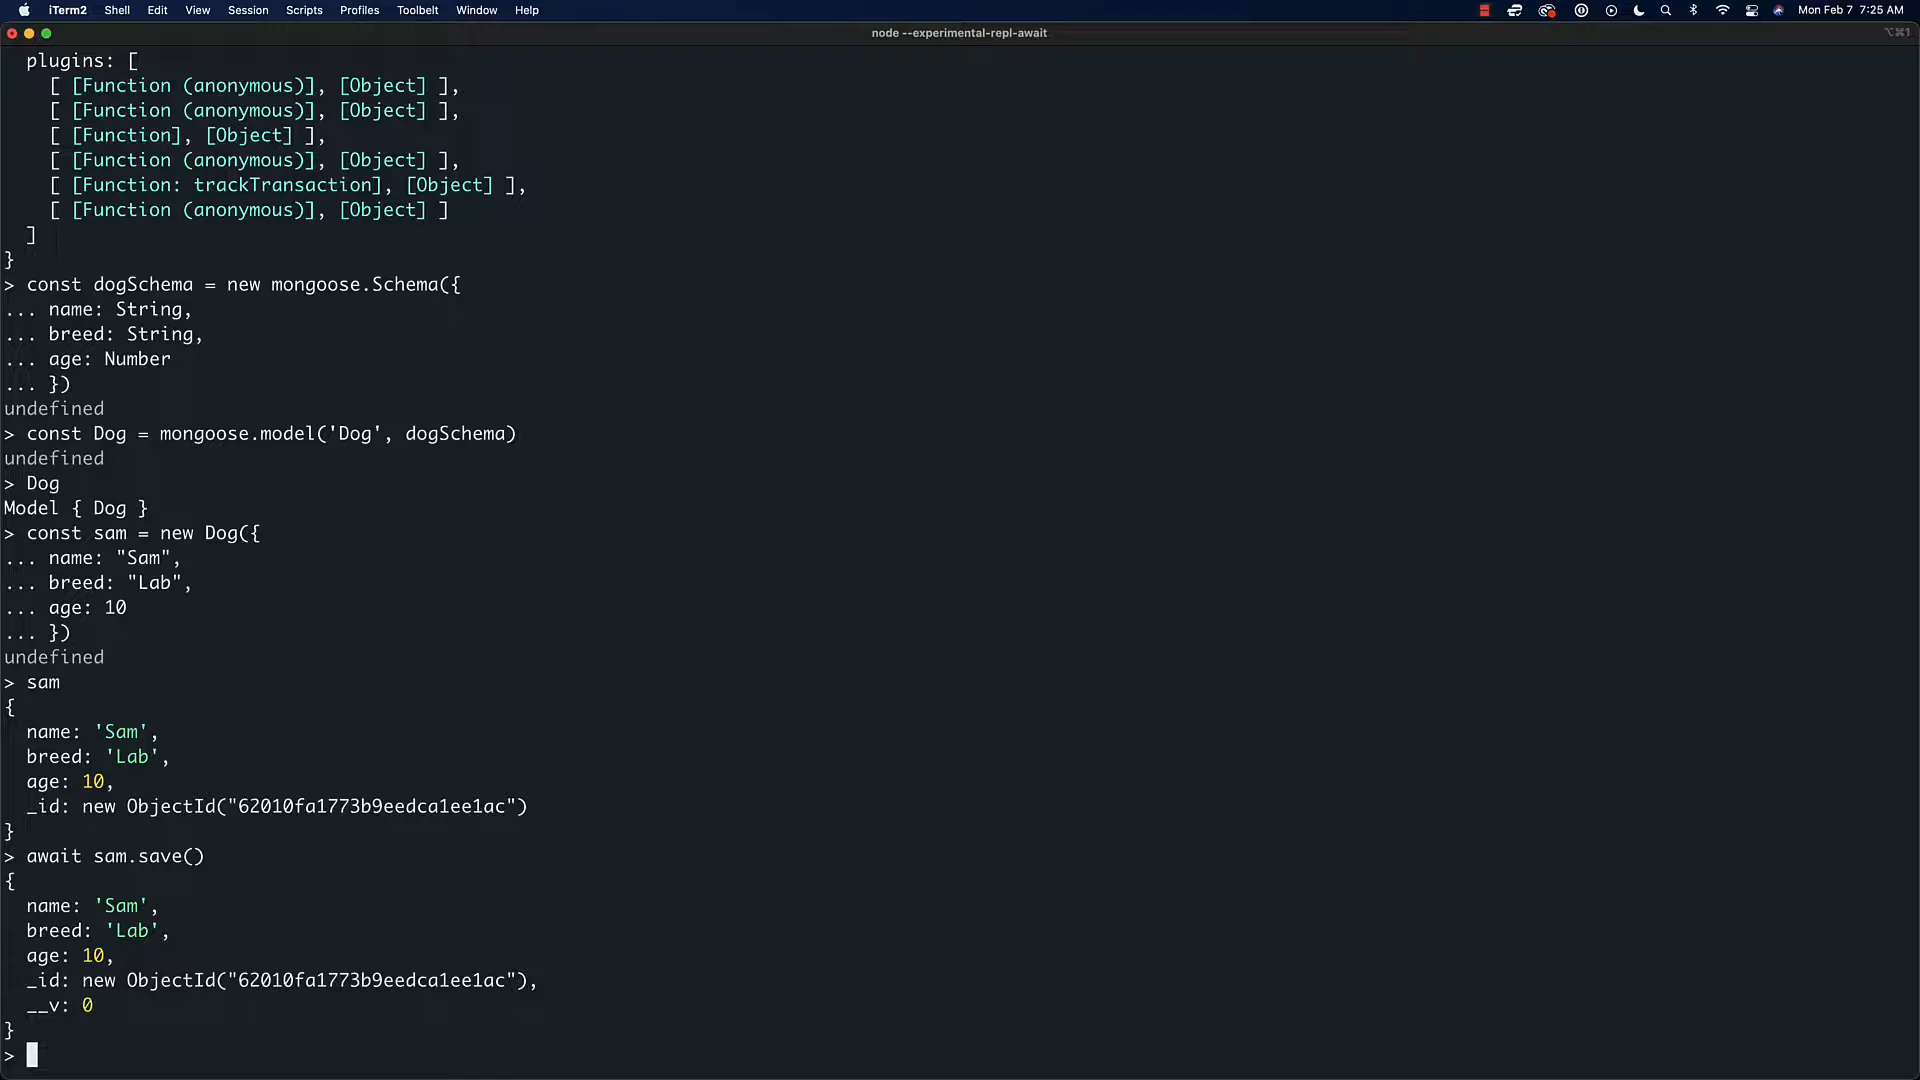 iTerm2 Shell Edit View Session Scripts Profiles Toolbelt Window Help Mon Feb 7 7:25 AM
node --experimental-repl-await ⌥⌘1
plugins: [
[ [Function (anonymous)], [Object] ],
[ [Function (anonymous)], [Object] ],
[ [Function], [Object] ],
[ [Function (anonymous)], [Object] ],
[ [Function: trackTransaction], [Object] ],
[ [Function (anonymous)], [Object] ]
]
}
> const dogSchema = new mongoose.Schema({
... name: String,
... breed: String,
... age: Number
... })
undefined
> const Dog = mongoose.model('Dog', dogSchema)
undefined
> Dog
Model { Dog }
> const sam = new Dog({
... name: "Sam",
... breed: "Lab",
... age: 10
... })
undefined
> sam
{
name: 'Sam',
breed: 'Lab',
age: 10,
_id: new ObjectId("62010fa1773b9eedca1ee1ac")
}
> await sam.save()
{
name: 'Sam',
breed: 'Lab',
age: 10,
_id: new ObjectId("62010fa1773b9eedca1ee1ac"),
__v: 0
}
>